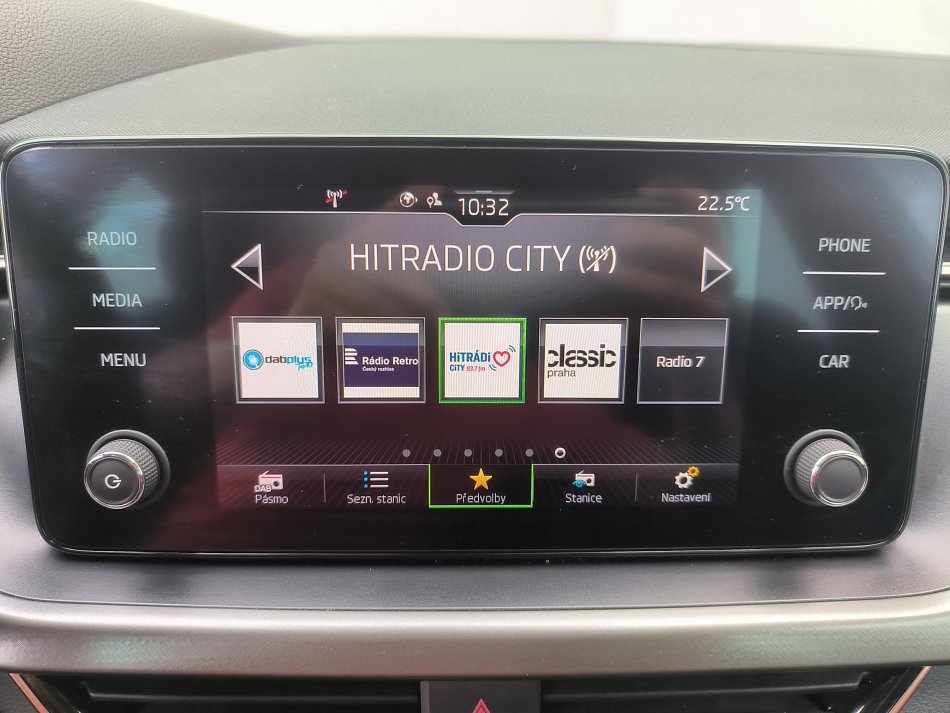 10:32
22.5°C
RADIO
MEDIA
MENU
HITRADIO CITY
PHONE
APP/
CAR
dabplus
Rádio Retro
Český rozhlas
HiTRÁDi
CiTY 93.7 fm
classic
praha
Radio 7
DAB
Pásmo
Sezn. stanic
Předvolby
Stanice
Nastavení